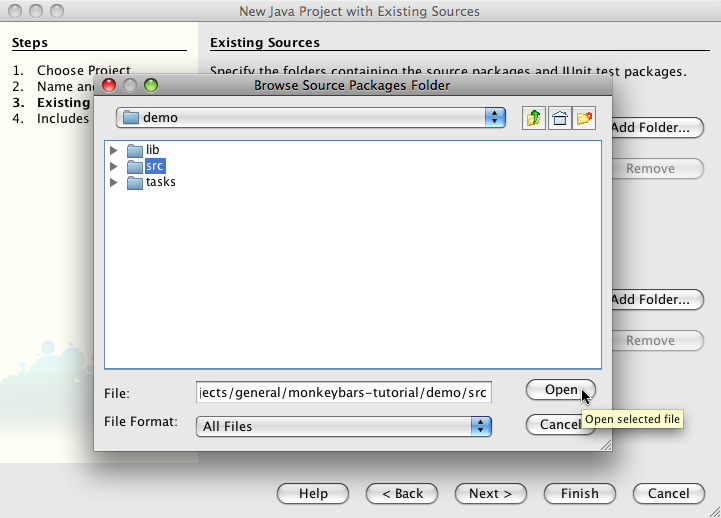 New Java Project with Existing Sources
Steps
1. Choose Project
2. Name and
3. Existing
4. Includes
Existing Sources
Specify the folders containing the source packages and JUnit test packages.
Add Folder...
Remove
Add Folder...
Remove
Browse Source Packages Folder
demo
lib
src
tasks
File:
jects/general/monkeybars-tutorial/demo/src
File Format:
All Files
Open
Cancel
Open selected file
Help
< Back
Next >
Finish
Cancel